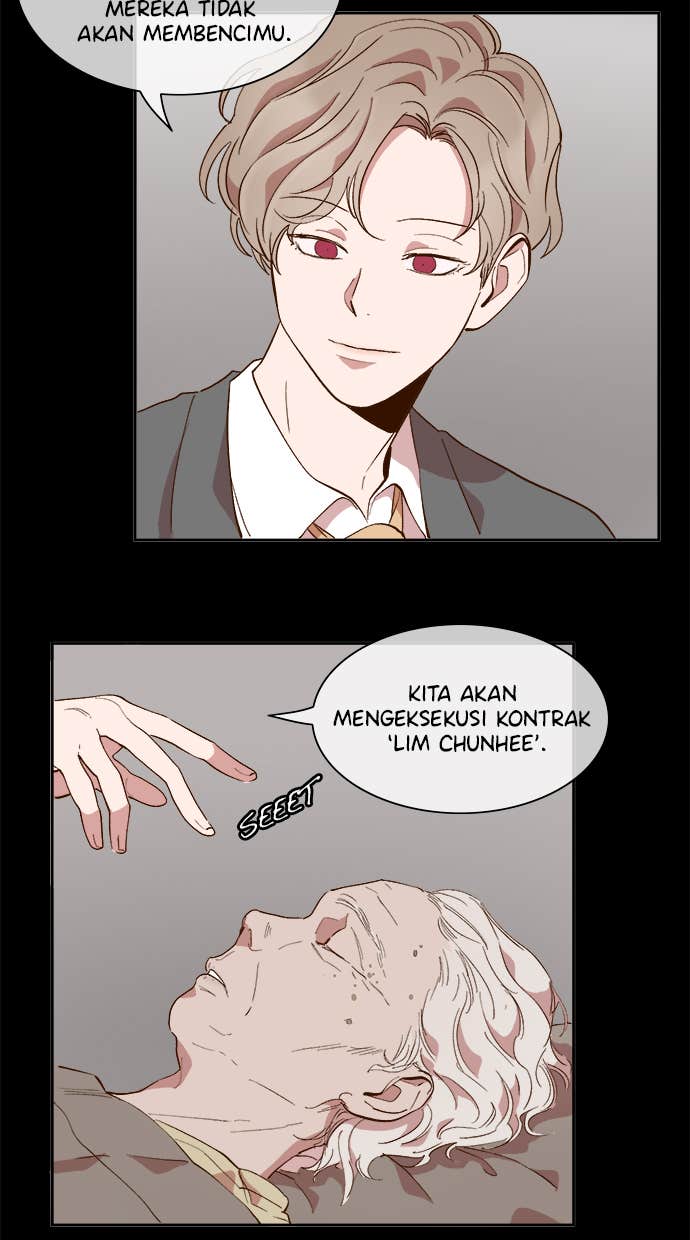 MEREKA TIDAK
AKAN MEMBENCIMU.
KITA AKAN
MENGEKSEKUSI KONTRAK
‘LIM CHUNHEE’.
SEEET